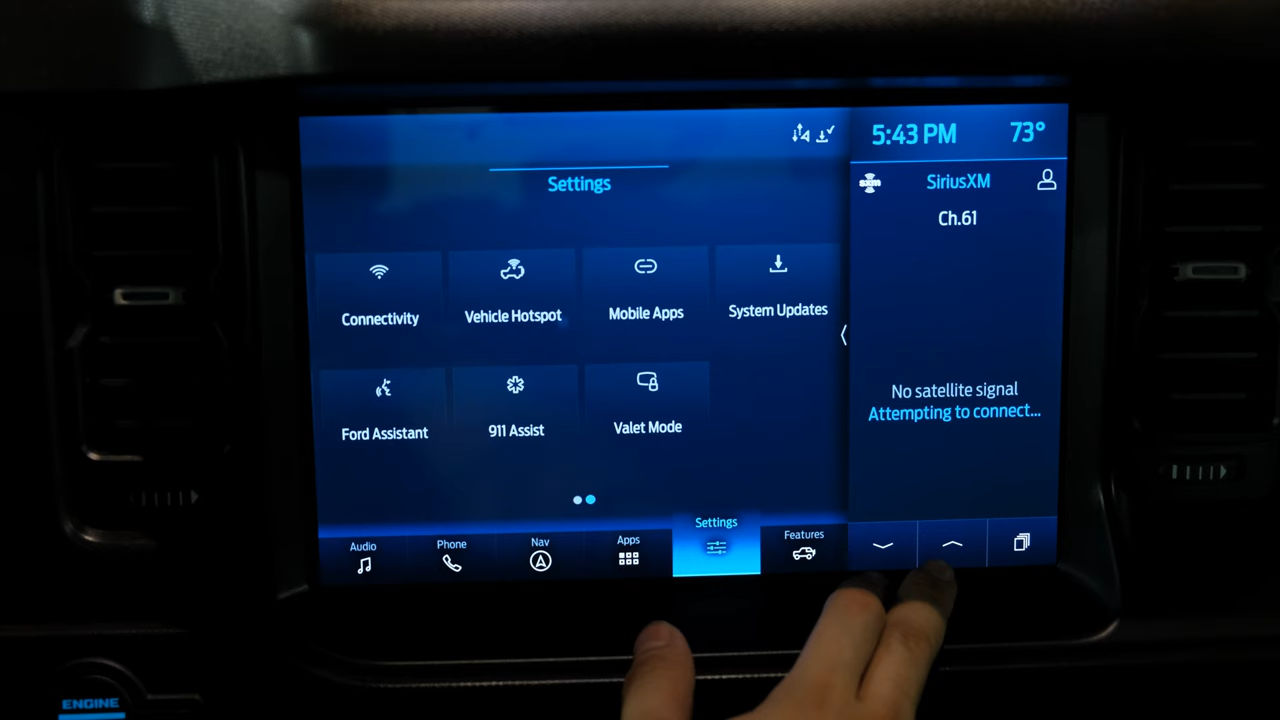 5:43 PM 73°
Settings
sxm SiriusXM
Ch.61
Connectivity Vehicle Hotspot Mobile Apps System Updates
No satellite signal
Attempting to connect...
Ford Assistant 911 Assist Valet Mode
Audio Phone Nav Apps Settings Features
ENGINE